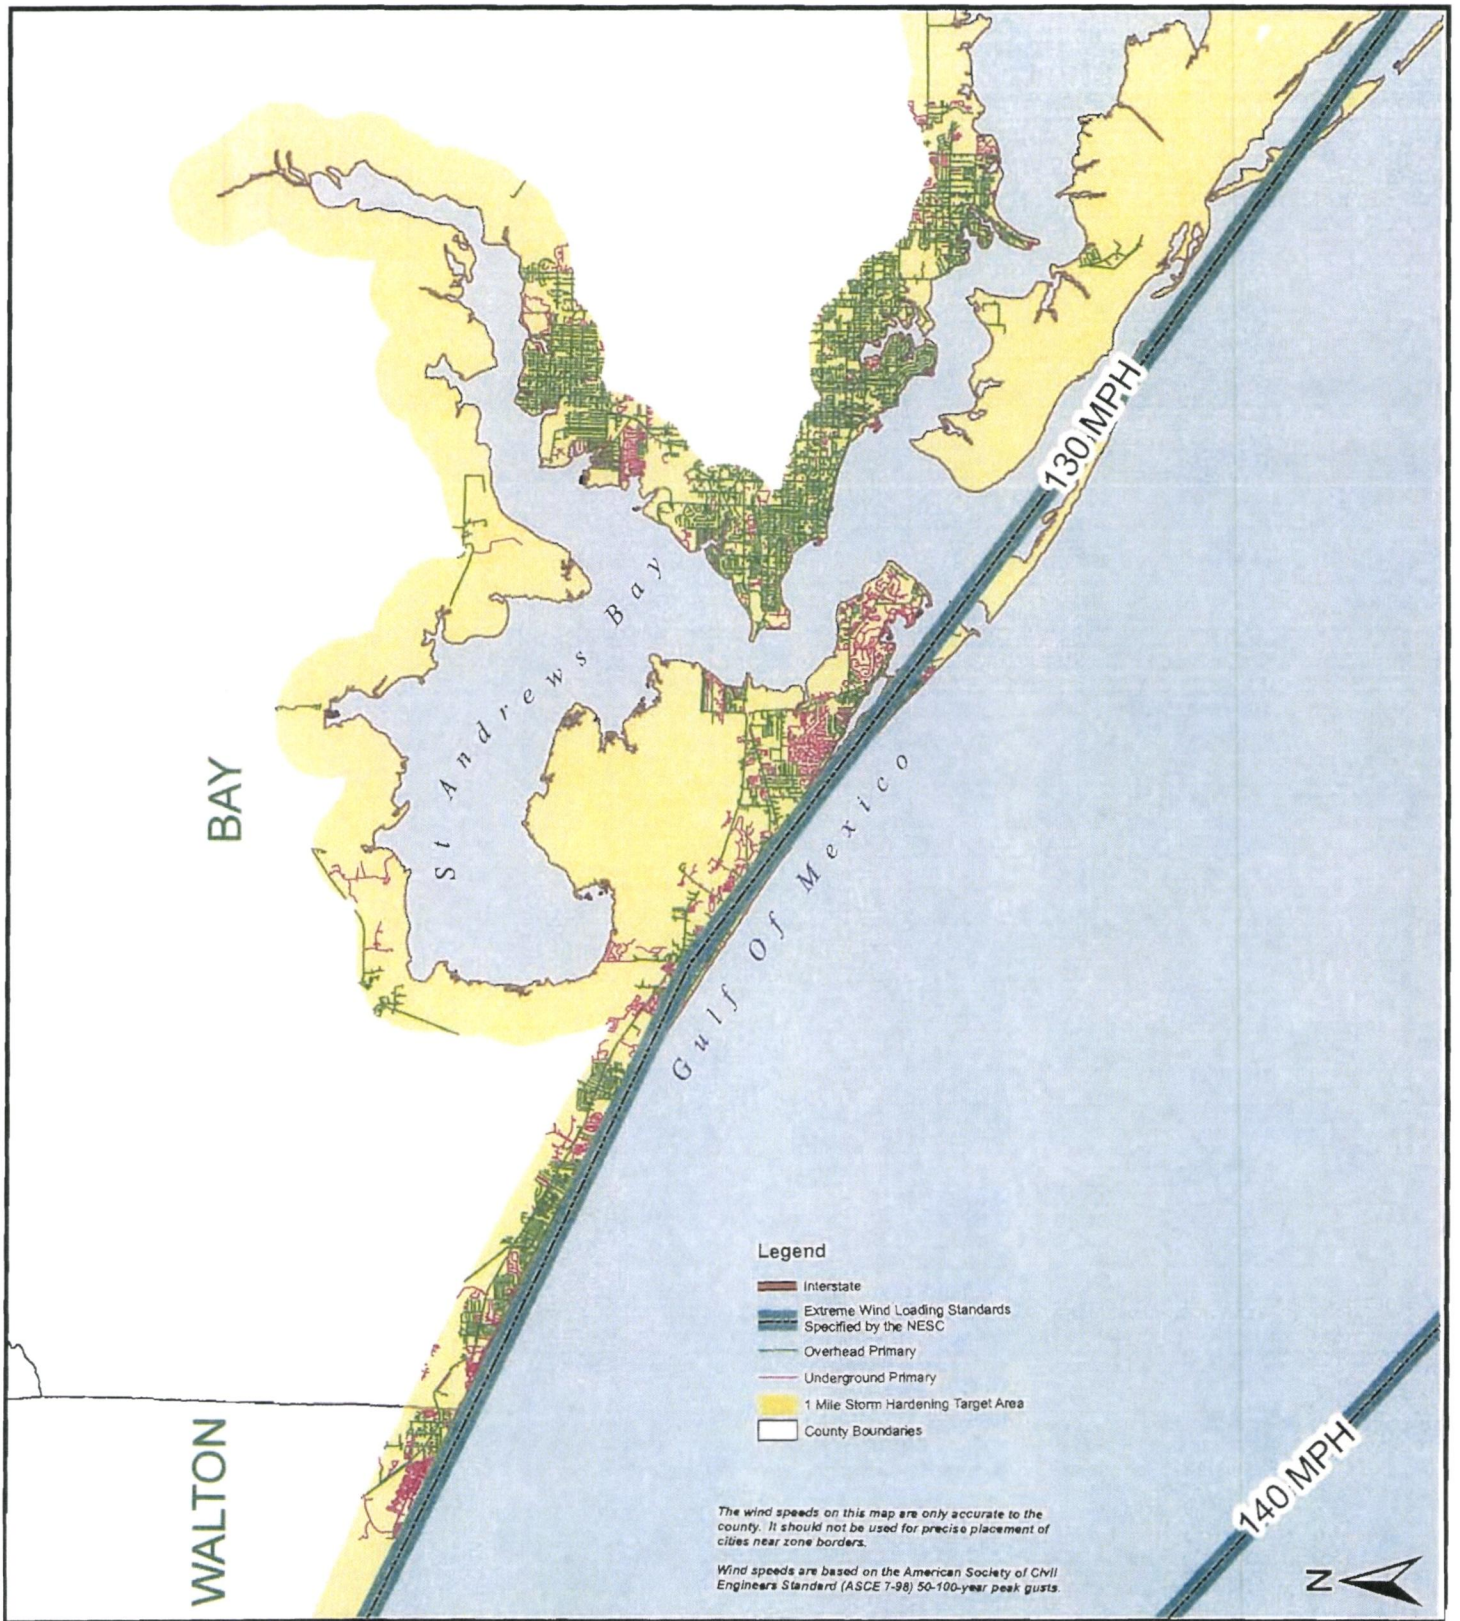 BAY
WALTON
St Andrews Bay
Gulf Of Mexico
130 MPH
140 MPH
Legend
Interstate
Extreme Wind Loading Standards
Specified by the NESC
Overhead Primary
Underground Primary
1 Mile Storm Hardening Target Area
County Boundaries
The wind speeds on this map are only accurate to the
county. It should not be used for precise placement of
cities near zone borders.
Wind speeds are based on the American Society of Civil
Engineers Standard (ASCE 7-98) 50-100-year peak gusts.
N